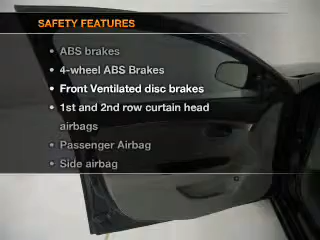 SAFETY FEATURES
• ABS brakes
• 4-wheel ABS Brakes
• Front Ventilated disc brakes
• 1st and 2nd row curtain head
airbags
• Passenger Airbag
• Side airbag